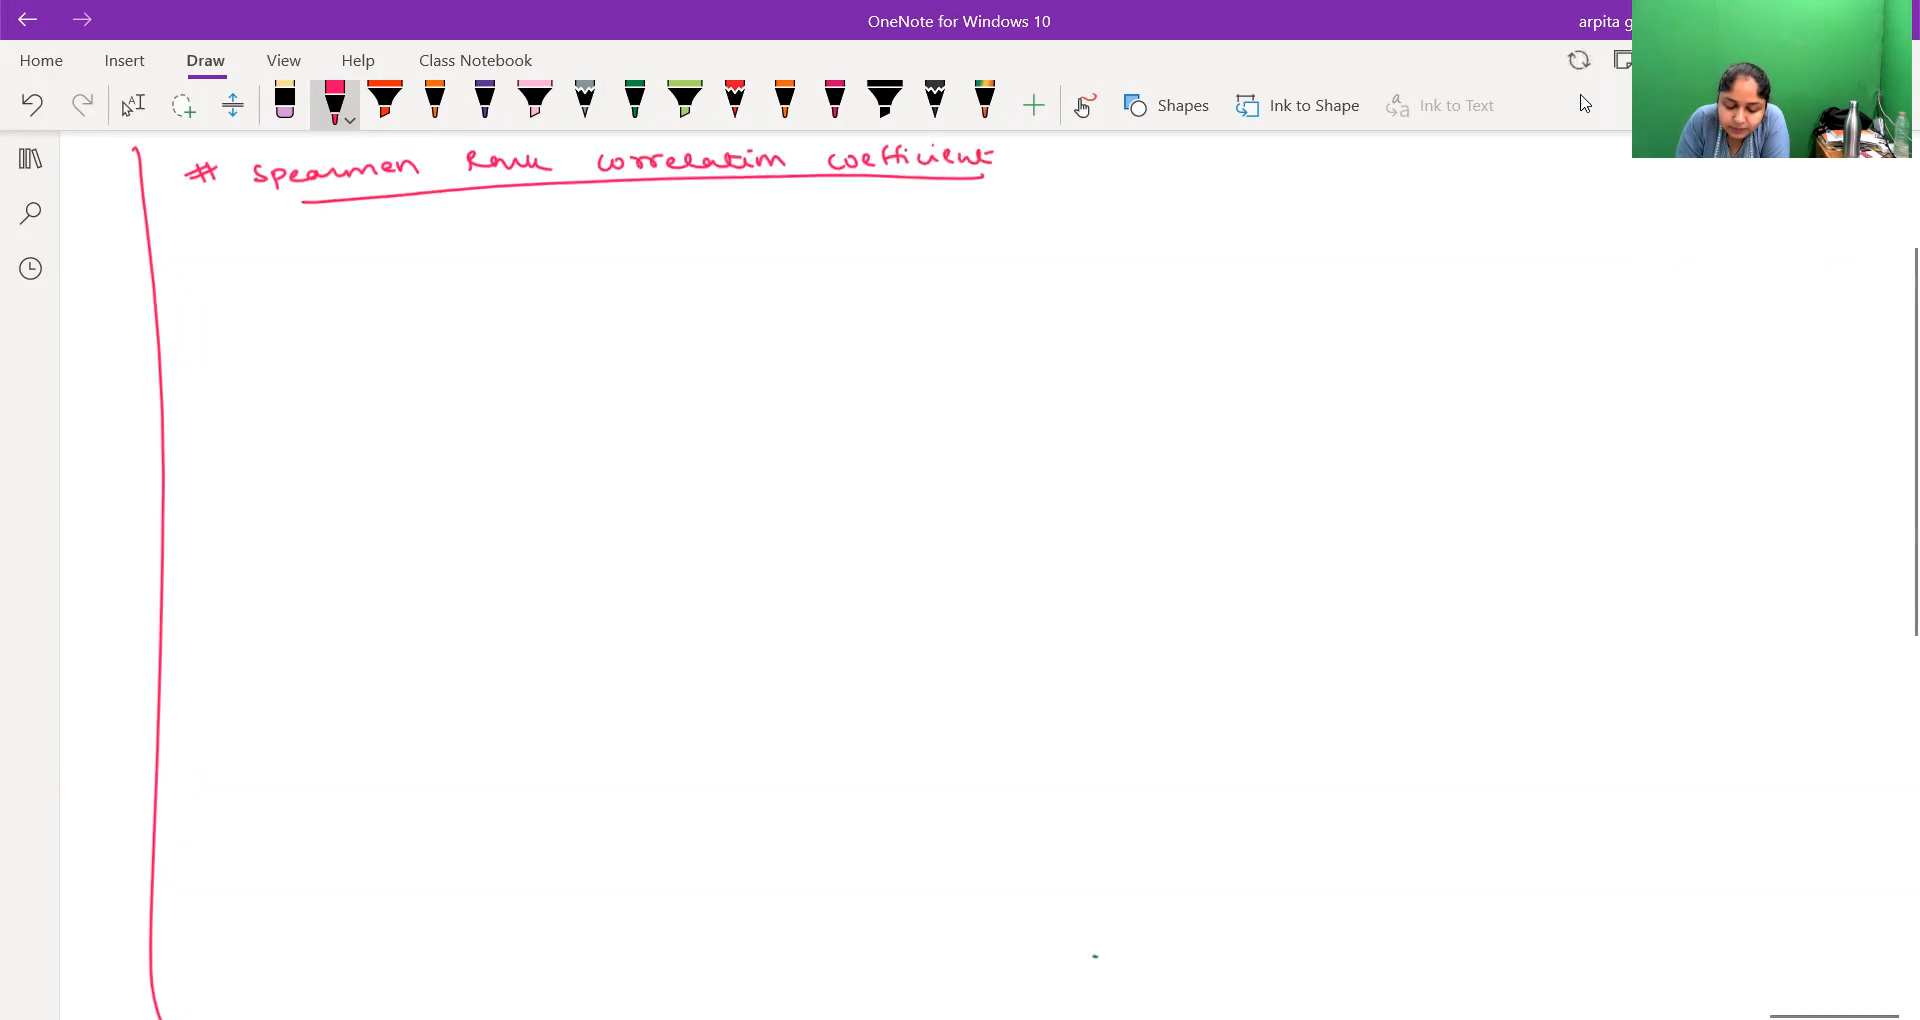 OneNote for Windows 10
arpita g
Home Insert Draw View Help Class Notebook
Shapes Ink to Shape Ink to Text
# Spearmen Rank correlation coefficient